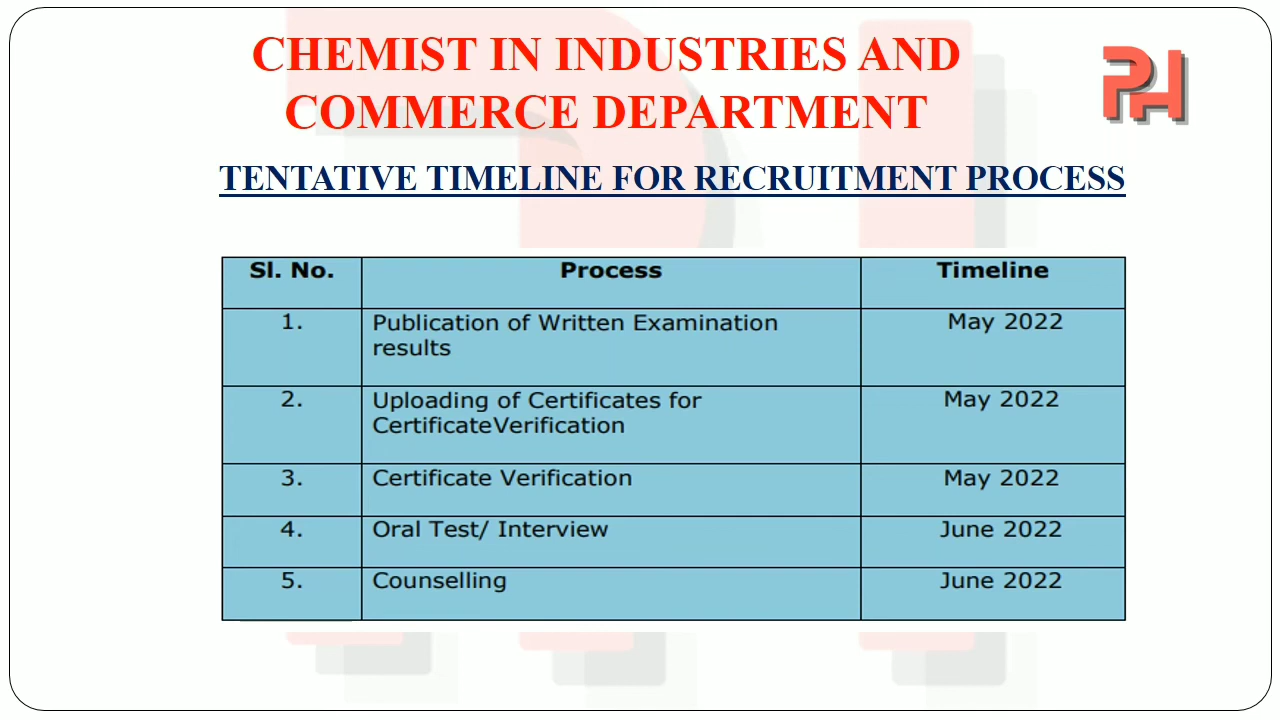 CHEMIST IN INDUSTRIES AND
COMMERCE DEPARTMENT
PH
TENTATIVE TIMELINE FOR RECRUITMENT PROCESS
Sl. No. Process Timeline
1. Publication of Written Examination May 2022
results
2. Uploading of Certificates for May 2022
CertificateVerification
3. Certificate Verification May 2022
4. Oral Test/ Interview June 2022
5. Counselling June 2022